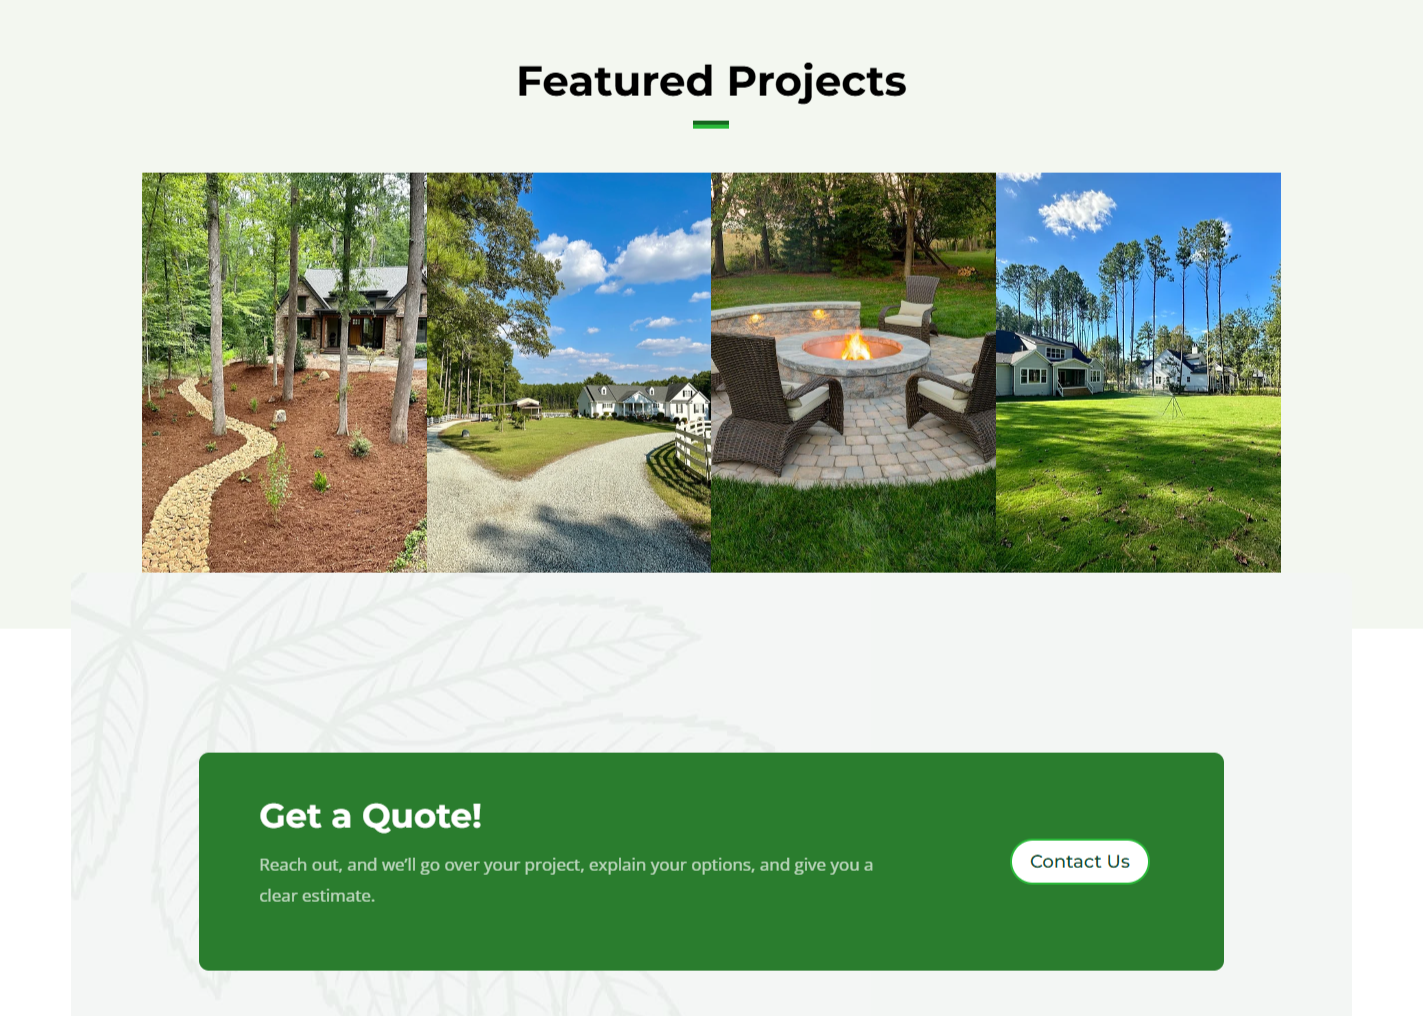 Featured Projects
Get a Quote!
Reach out, and we’ll go over your project, explain your options, and give you a
clear estimate.
Contact Us